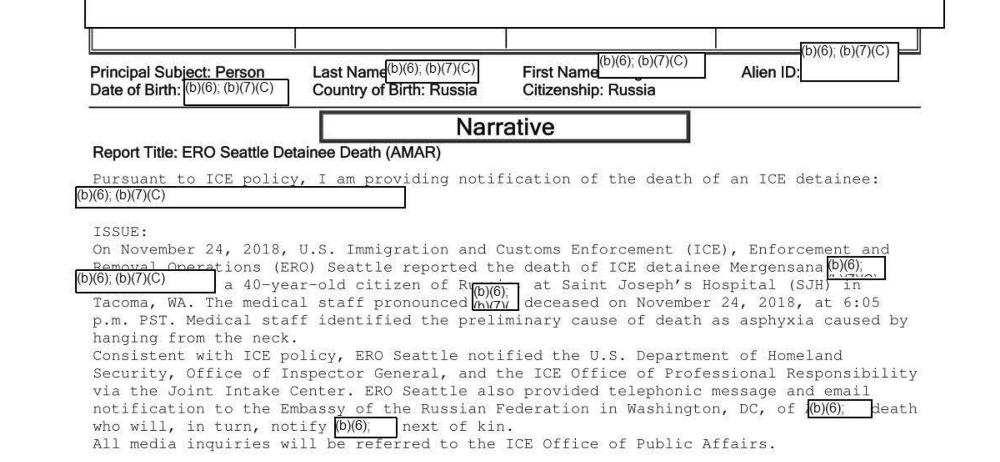 (b)(6); (b)(7)(C)
Principal Subject: Person Last Name (b)(6); (b)(7)(C) First Name (b)(6); (b)(7)(C) Alien ID:
Date of Birth: (b)(6); (b)(7)(C) Country of Birth: Russia Citizenship: Russia
Narrative
Report Title: ERO Seattle Detainee Death (AMAR)
Pursuant to ICE policy, I am providing notification of the death of an ICE detainee:
(b)(6); (b)(7)(C)
ISSUE:
On November 24, 2018, U.S. Immigration and Customs Enforcement (ICE), Enforcement and
Removal Operations (ERO) Seattle reported the death of ICE detainee Mergensana (b)(6);
(b)(6); (b)(7)(C) a 40-year-old citizen of at Saint Joseph's Hospital (SJH) in
Tacoma, WA. The medical staff pronounced (b)(6); deceased on November 24, 2018, at 6:05
p.m. PST. Medical staff identified the preliminary cause of death as asphyxia caused by
hanging from the neck.
Consistent with ICE policy, ERO Seattle notified the U.S. Department of Homeland
Security, Office of Inspector General, and the ICE Office of Professional Responsibility
via the Joint Intake Center. ERO Seattle also provided telephonic message and email
notification to the Embassy of the Russian Federation in Washington, DC, of (b)(6); death
who will, in turn, notify (b)(6); next of kin.
All media inquiries will be referred to the ICE Office of Public Affairs.